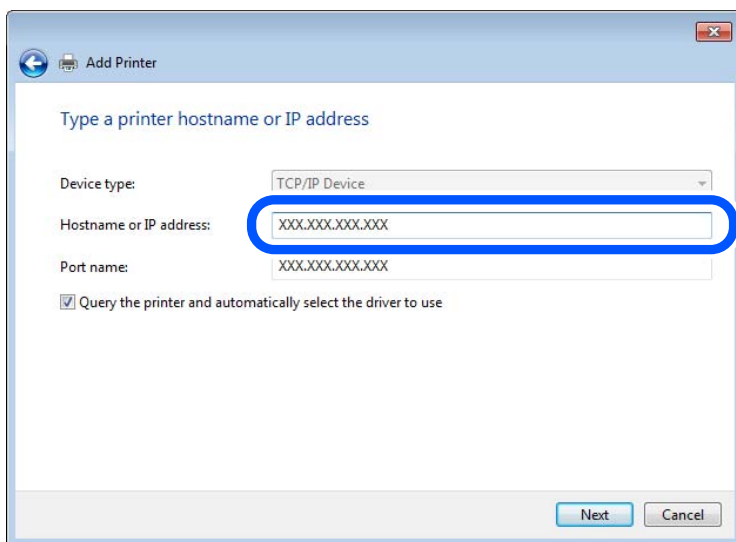 Add Printer
Type a printer hostname or IP address
Device type: TCP/IP Device
Hostname or IP address: XXX.XXX.XXX.XXX
Port name: XXX.XXX.XXX.XXX
Query the printer and automatically select the driver to use
Next Cancel